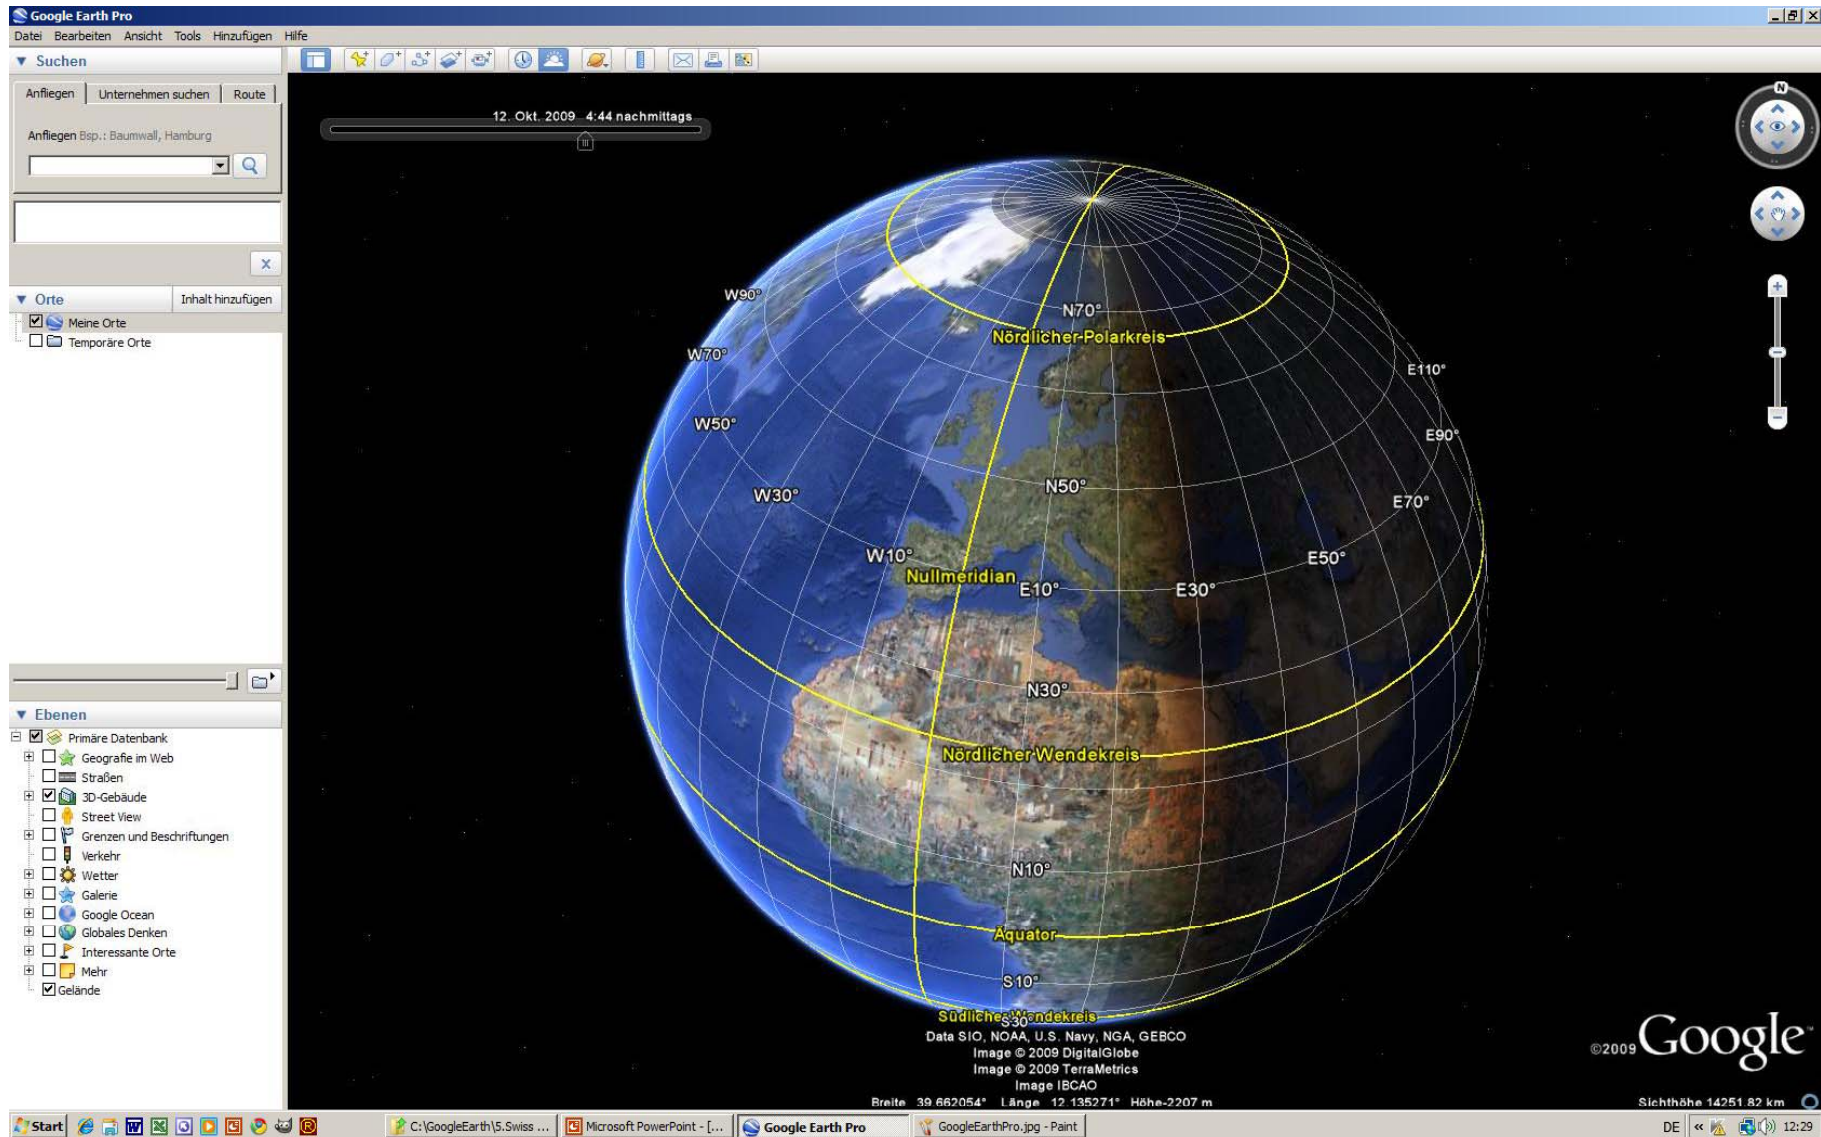 Google Earth Pro
Datei Bearbeiten Ansicht Tools Hinzufügen Hilfe
Suchen
Anfliegen Unternehmen suchen Route
Anfliegen Bsp.: Baumwall, Hamburg
Orte Inhalt hinzufügen
Meine Orte
Temporäre Orte
Ebenen
Primäre Datenbank
Geografie im Web
Straßen
3D-Gebäude
Street View
Grenzen und Beschriftungen
Verkehr
Wetter
Galerie
Google Ocean
Globales Denken
Interessante Orte
Mehr
Gelände
12. Okt. 2009 4:44 nachmittags
N
W90°
N70°
Nördlicher Polarkreis
W70°
E110°
W50°
E90°
W30°
N50°
E70°
W10°
E50°
Nullmeridian
E10°
E30°
N30°
Nördlicher Wendekreis
N10°
Äquator
S10°
Südlicher Wendekreis
S30°
Data SIO, NOAA, U.S. Navy, NGA, GEBCO
Image © 2009 DigitalGlobe
Image © 2009 TerraMetrics
Image IBCAO
©2009 Google™
Breite 39.662054° Länge 12.135271° Höhe-2207 m
Sichthöhe 14251.82 km
Start
C:\GoogleEarth\5.Swiss ...
Microsoft PowerPoint - [...
Google Earth Pro
GoogleEarthPro.jpg - Paint
DE « 12:29